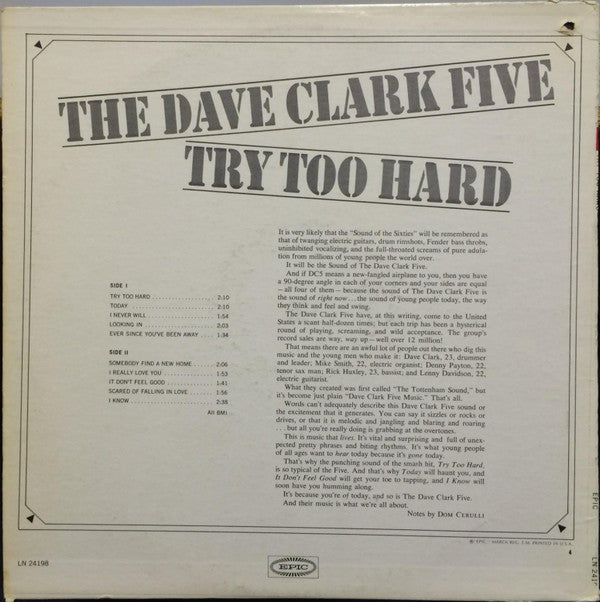 THE DAVE CLARK FIVE
TRY TOO HARD
SIDE I
TRY TOO HARD . . . . . . . . . . . . 2:10
TODAY . . . . . . . . . . . . . . . . 2:10
I NEVER WILL . . . . . . . . . . . . 1:54
LOOKING IN . . . . . . . . . . . . . 2:03
EVER SINCE YOU'VE BEEN AWAY . . . . 1:34
SIDE II
SOMEBODY FIND A NEW HOME . . . . . 2:06
I REALLY LOVE YOU . . . . . . . . . . 1:53
IT DON'T FEEL GOOD . . . . . . . . . 1:41
SCARED OF FALLING IN LOVE . . . . . 1:56
I KNOW . . . . . . . . . . . . . . . 2:38
All BMI
It is very likely that the "Sound of the Sixties" will be remembered as
that of twanging electric guitars, drum rimshots, Fender bass throbs,
uninhibited vocalizing, and the full-throated screams of pure adula-
tion from millions of young people the world over.
It will be the Sound of The Dave Clark Five.
And if DC5 means a new-fangled airplane to you, then you have
a 90-degree angle in each of your corners and your sides are equal
—all four of them—because the sound of The Dave Clark Five is
the sound of right now...the sound of young people today, the way
they think and feel and swing.
The Dave Clark Five have, at this writing, come to the United
States a scant half-dozen times; but each trip has been a hysterical
round of playing, screaming, and wild acceptance. The group's
record sales are way, way up—well over 12 million!
That means there are an awful lot of people out there who dig this
music and the young men who make it: Dave Clark, 23, drummer
and leader; Mike Smith, 22, electric organist; Denny Payton, 22,
tenor sax man; Rick Huxley, 23, bassist; and Lenny Davidson, 22,
electric guitarist.
What they created was first called "The Tottenham Sound," but
it's become just plain "Dave Clark Five Music." That's all.
Words can't adequately describe this Dave Clark Five sound or
the excitement that it generates. You can say it sizzles or rocks or
drives, or that it is melodic and jangling and blaring and roaring
...but all you're really doing is grabbing at the overtones.
This is music that lives. It's vital and surprising and full of unex-
pected pretty phrases and biting rhythms. It's what young people
of all ages want to hear today because it's gone today.
That's why the punching sound of the smash hit, Try Too Hard,
is so typical of the Five. And that's why Today will haunt you, and
It Don't Feel Good will get your toe to tapping, and I Know will
soon have you humming along.
It's because you're of today, and so is The Dave Clark Five.
And their music is what we're all about.
Notes by DOM CERULLI
® EPIC · MARCA REG. T.M. PRINTED IN U.S.A.
4
LN 24198
EPIC
EPIC
LN 241